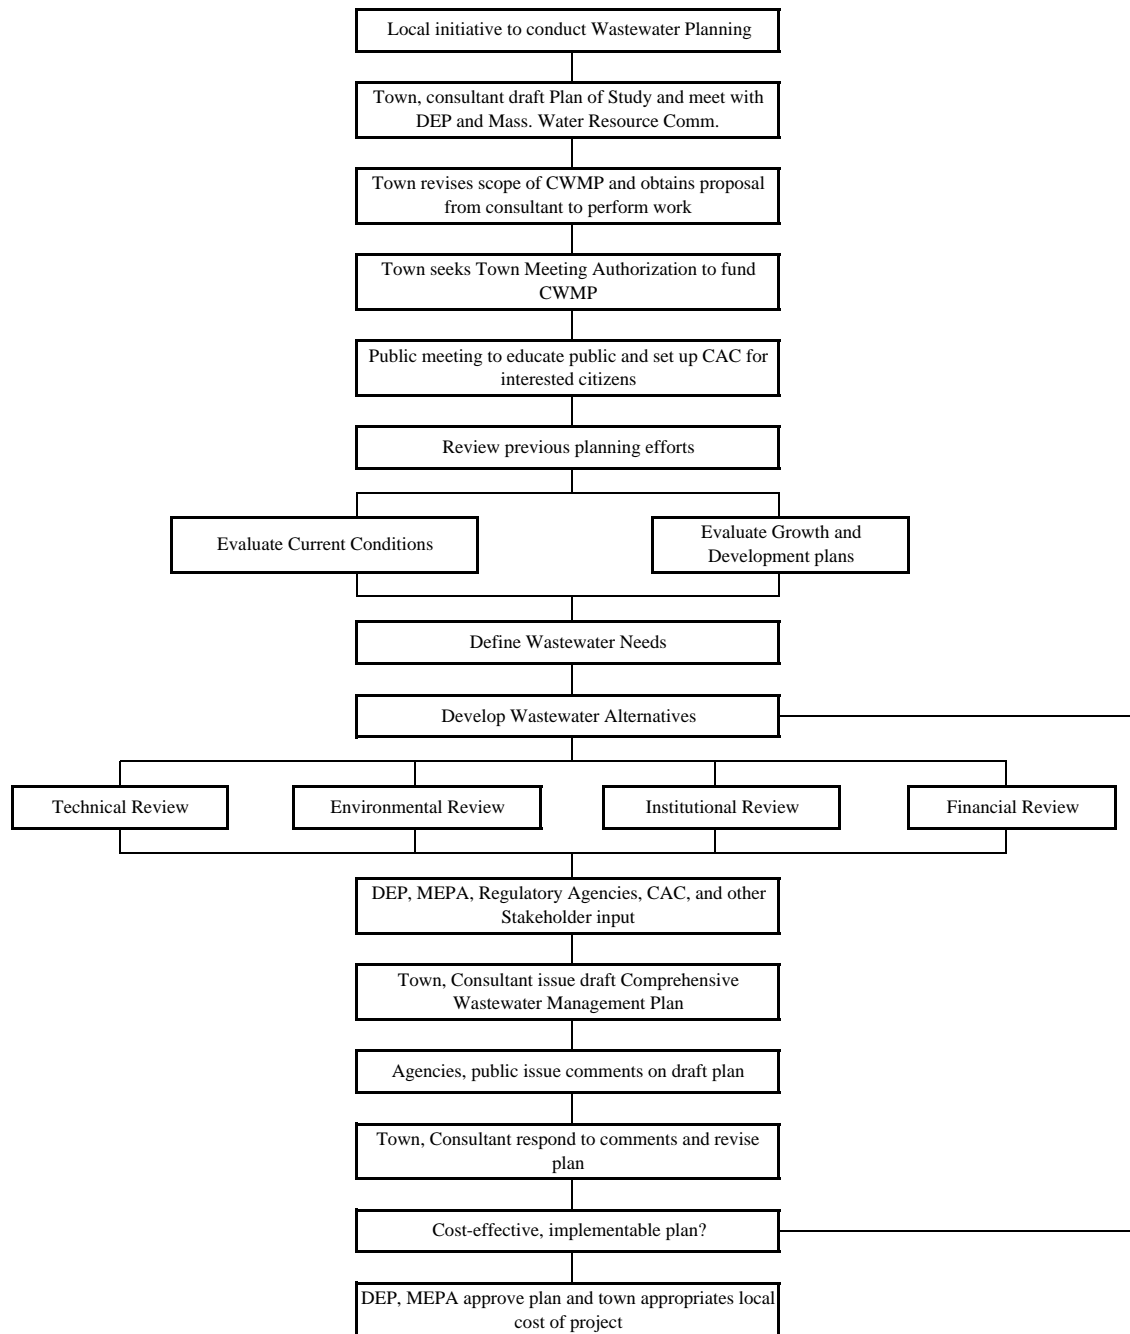 Local initiative to conduct Wastewater Planning
Town, consultant draft Plan of Study and meet with
DEP and Mass. Water Resource Comm.
Town revises scope of CWMP and obtains proposal
from consultant to perform work
Town seeks Town Meeting Authorization to fund
CWMP
Public meeting to educate public and set up CAC for
interested citizens
Review previous planning efforts
Evaluate Current Conditions
Evaluate Growth and
Development plans
Define Wastewater Needs
Develop Wastewater Alternatives
Technical Review
Environmental Review
Institutional Review
Financial Review
DEP, MEPA, Regulatory Agencies, CAC, and other
Stakeholder input
Town, Consultant issue draft Comprehensive
Wastewater Management Plan
Agencies, public issue comments on draft plan
Town, Consultant respond to comments and revise
plan
Cost-effective, implementable plan?
DEP, MEPA approve plan and town appropriates local
cost of project